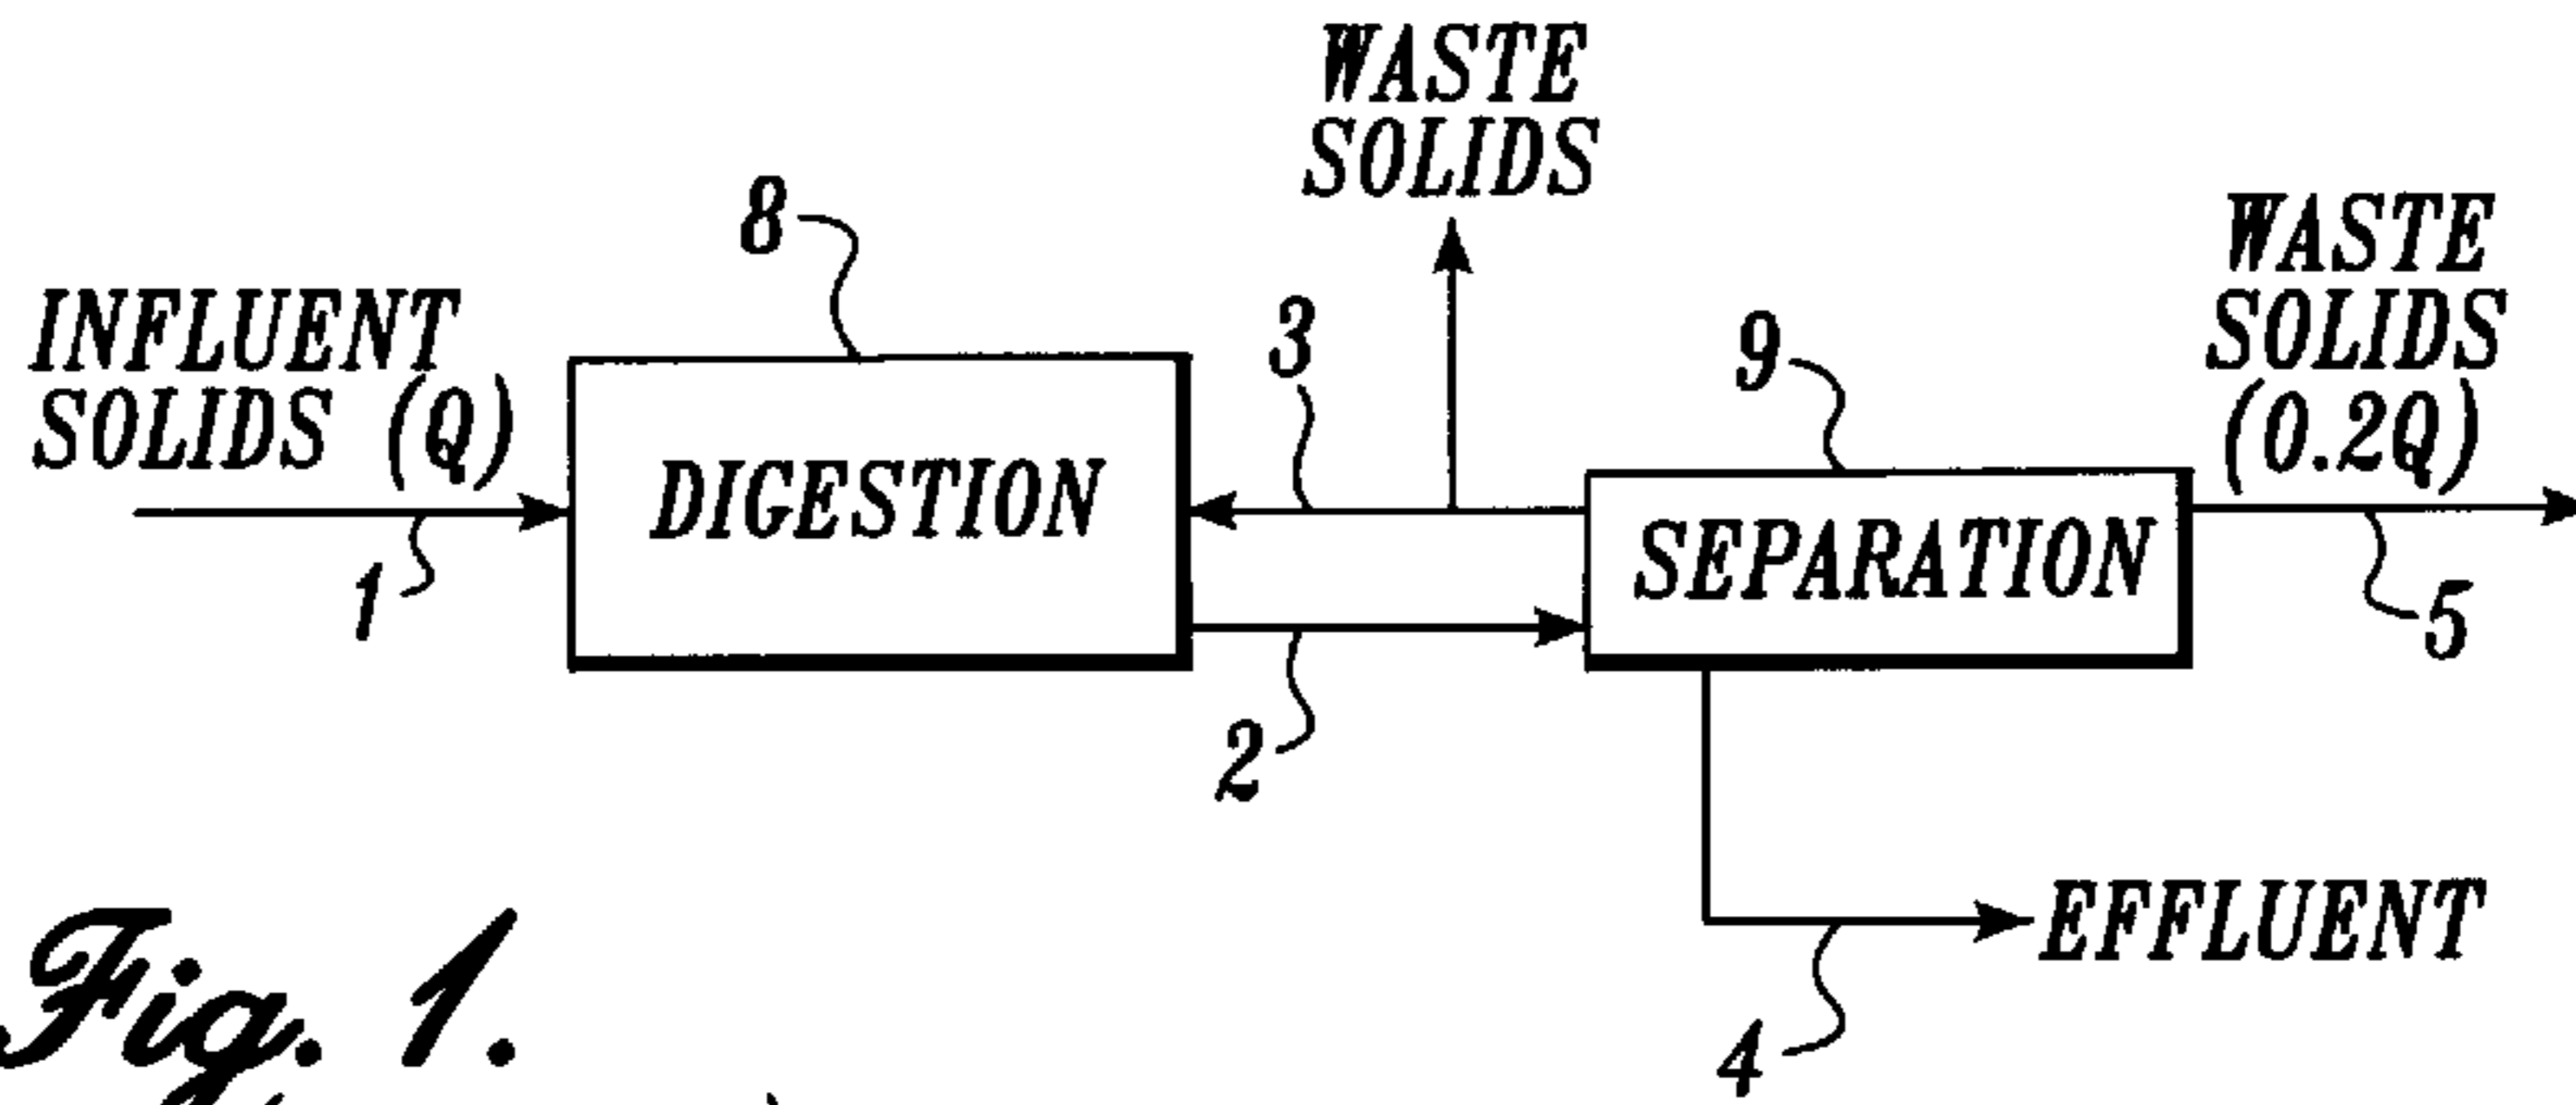 WASTE
SOLIDS
8
WASTE
SOLIDS
(0.2Q)
INFLUENT
SOLIDS (Q)
3
9
DIGESTION
SEPARATION
1
5
2
EFFLUENT
4
Fig. 1.